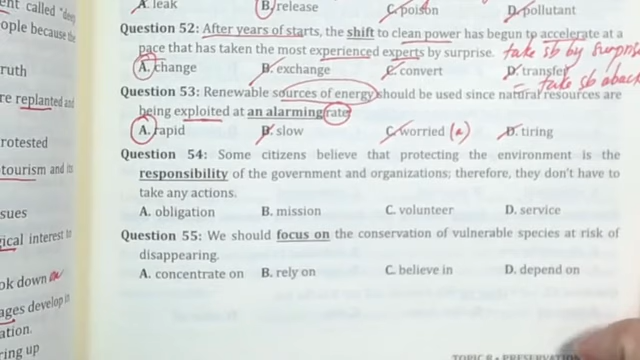 ent called "deep
A. leak B. release C. poison D. pollutant
ople because the
Question 52: After years of starts, the shift to clean power has begun to accelerate at a
pace that has taken the most experienced experts by surprise. take sb by surprise
ruth
A. change B. exchange C. convert D. transfer = take sb aback
re replanted and
Question 53: Renewable sources of energy should be used since natural resources are
being exploited at an alarming rate
rotested
A. rapid B. slow C. worried (a) D. tiring
tourism and its
Question 54: Some citizens believe that protecting the environment is the
responsibility of the government and organizations; therefore, they don't have to
take any actions.
sues
A. obligation B. mission C. volunteer D. service
gical interest to
Question 55: We should focus on the conservation of vulnerable species at risk of
disappearing.
ok down on
A. concentrate on B. rely on C. believe in D. depend on
ages develop in
ation.
ring up
TOPIC 8 • PRESERVATION